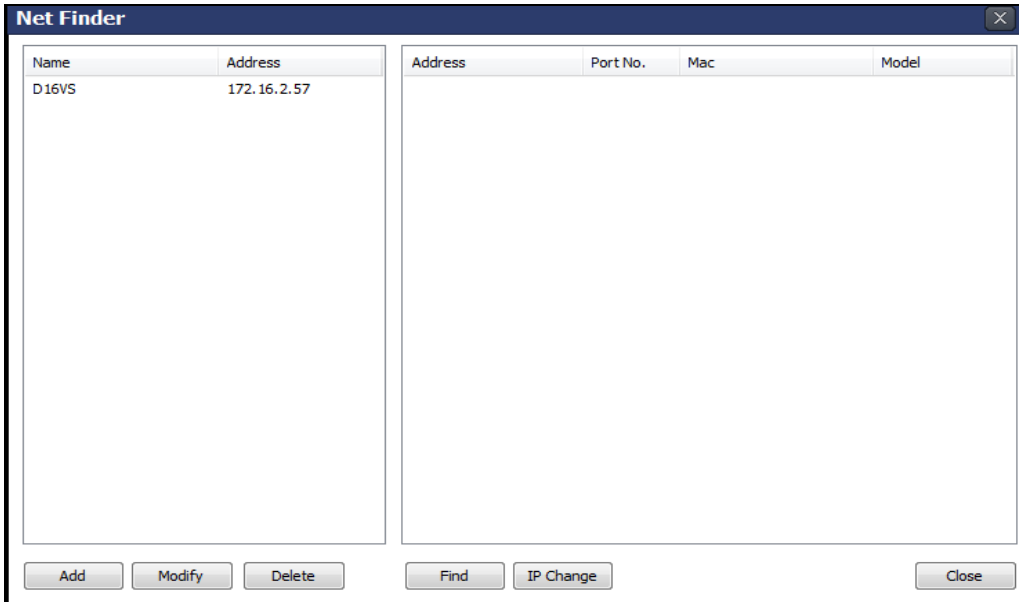 Net Finder
Name Address
D16VS 172.16.2.57
Address Port No. Mac Model
Add Modify Delete Find IP Change Close